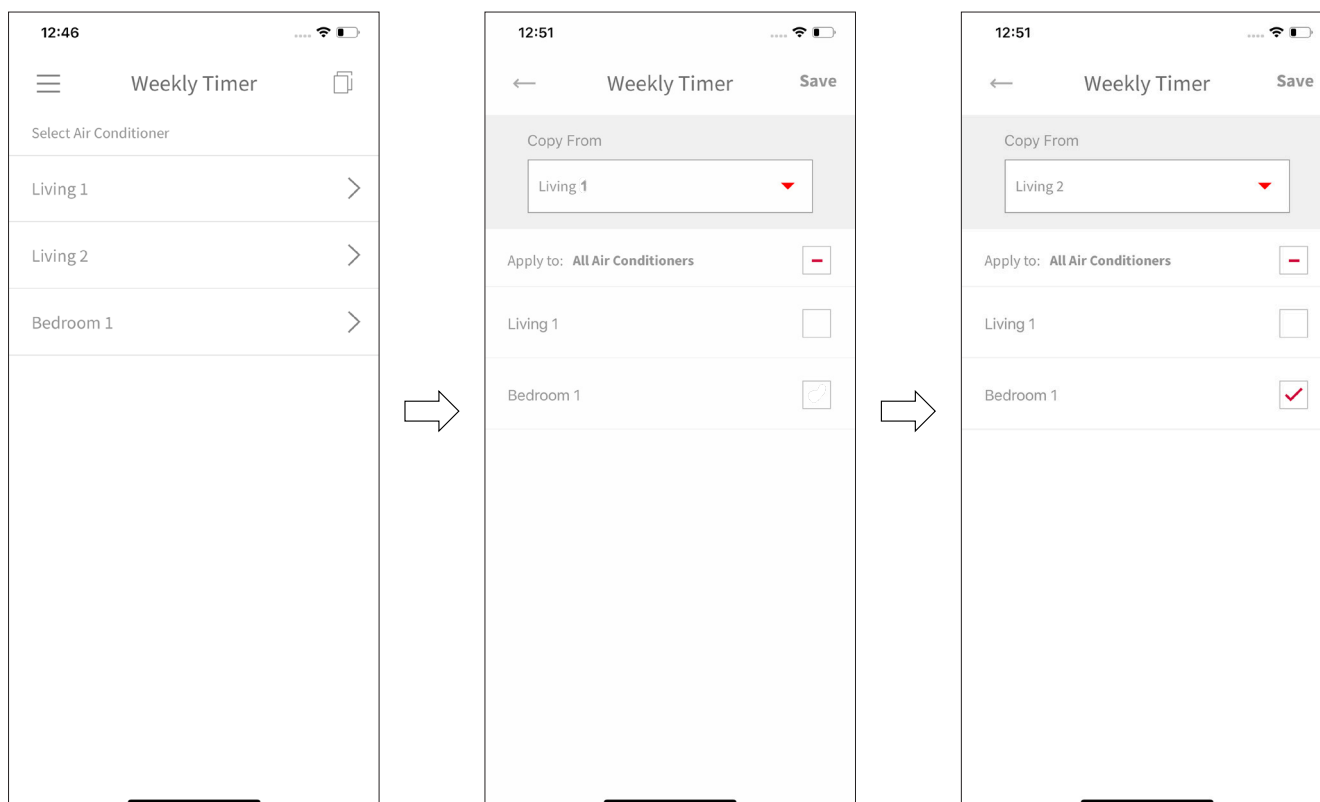 12:46
Weekly Timer
Select Air Conditioner
Living 1
Living 2
Bedroom 1
12:51
Weekly Timer
Save
Copy From
Living 1
Apply to: All Air Conditioners
Living 1
Bedroom 1
12:51
Weekly Timer
Save
Copy From
Living 2
Apply to: All Air Conditioners
Living 1
Bedroom 1